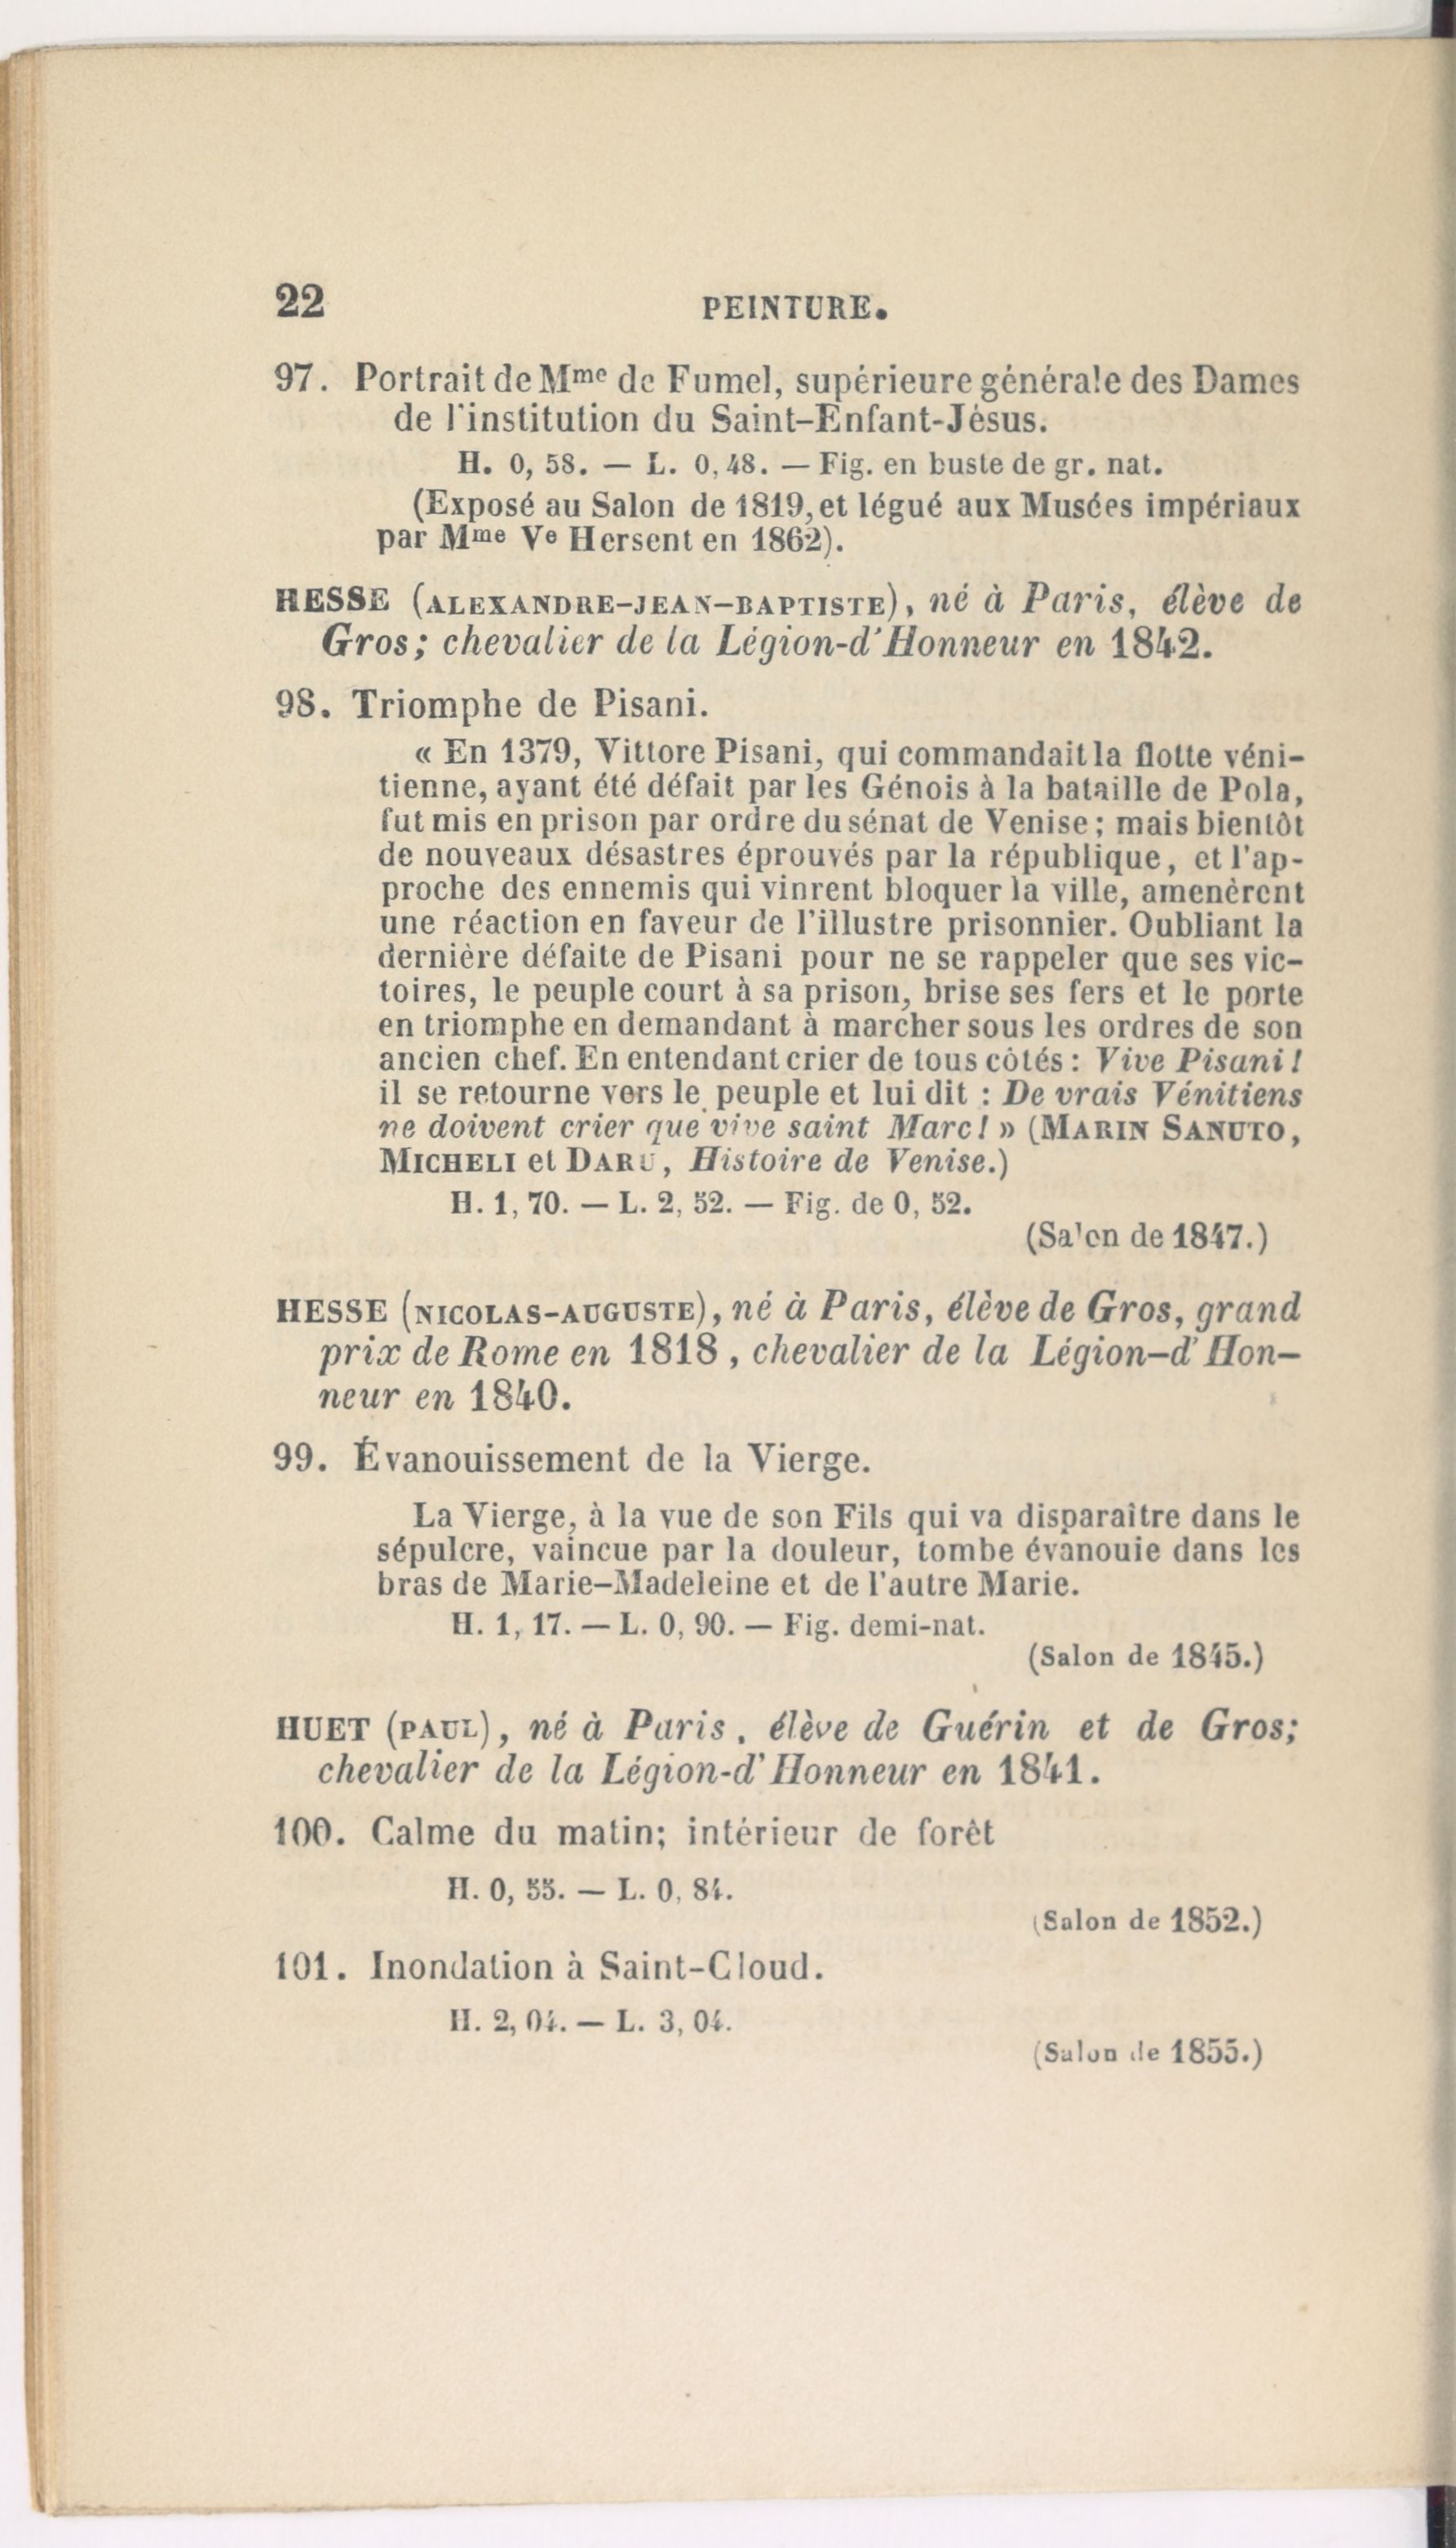 22 PEINTURE.
97. Portrait de Mme de Fumel, supérieure générale des Dames
de l'institution du Saint-Enfant-Jésus.
H. 0, 58. — L. 0, 48. — Fig. en buste de gr. nat.
(Exposé au Salon de 1819, et légué aux Musées impériaux
par Mme Ve Hersent en 1862).
HESSE (ALEXANDRE-JEAN-BAPTISTE), né à Paris, élève de
Gros; chevalier de la Légion-d'Honneur en 1842.
98. Triomphe de Pisani.
« En 1379, Vittore Pisani, qui commandait la flotte véni-
tienne, ayant été défait par les Génois à la bataille de Pola,
fut mis en prison par ordre du sénat de Venise; mais bientôt
de nouveaux désastres éprouvés par la république, et l'ap-
proche des ennemis qui vinrent bloquer la ville, amenèrent
une réaction en faveur de l'illustre prisonnier. Oubliant la
dernière défaite de Pisani pour ne se rappeler que ses vic-
toires, le peuple court à sa prison, brise ses fers et le porte
en triomphe en demandant à marcher sous les ordres de son
ancien chef. En entendant crier de tous côtés : Vive Pisani!
il se retourne vers le peuple et lui dit : De vrais Vénitiens
ne doivent crier que vive saint Marc! » (MARIN SANUTO,
MICHELI et DARU, Histoire de Venise.)
H. 1, 70. — L. 2, 52. — Fig. de 0, 52.
(Salon de 1847.)
HESSE (NICOLAS-AUGUSTE), né à Paris, élève de Gros, grand
prix de Rome en 1818, chevalier de la Légion-d'Hon-
neur en 1840.
99. Évanouissement de la Vierge.
La Vierge, à la vue de son Fils qui va disparaître dans le
sépulcre, vaincue par la douleur, tombe évanouie dans les
bras de Marie-Madeleine et de l'autre Marie.
H. 1, 17. — L. 0, 90. — Fig. demi-nat.
(Salon de 1845.)
HUET (PAUL), né à Paris, élève de Guérin et de Gros;
chevalier de la Légion-d'Honneur en 1841.
100. Calme du matin; intérieur de forêt
H. 0, 55. — L. 0, 84.
(Salon de 1852.)
101. Inondation à Saint-Cloud.
H. 2, 04. — L. 3, 04.
(Salon de 1855.)